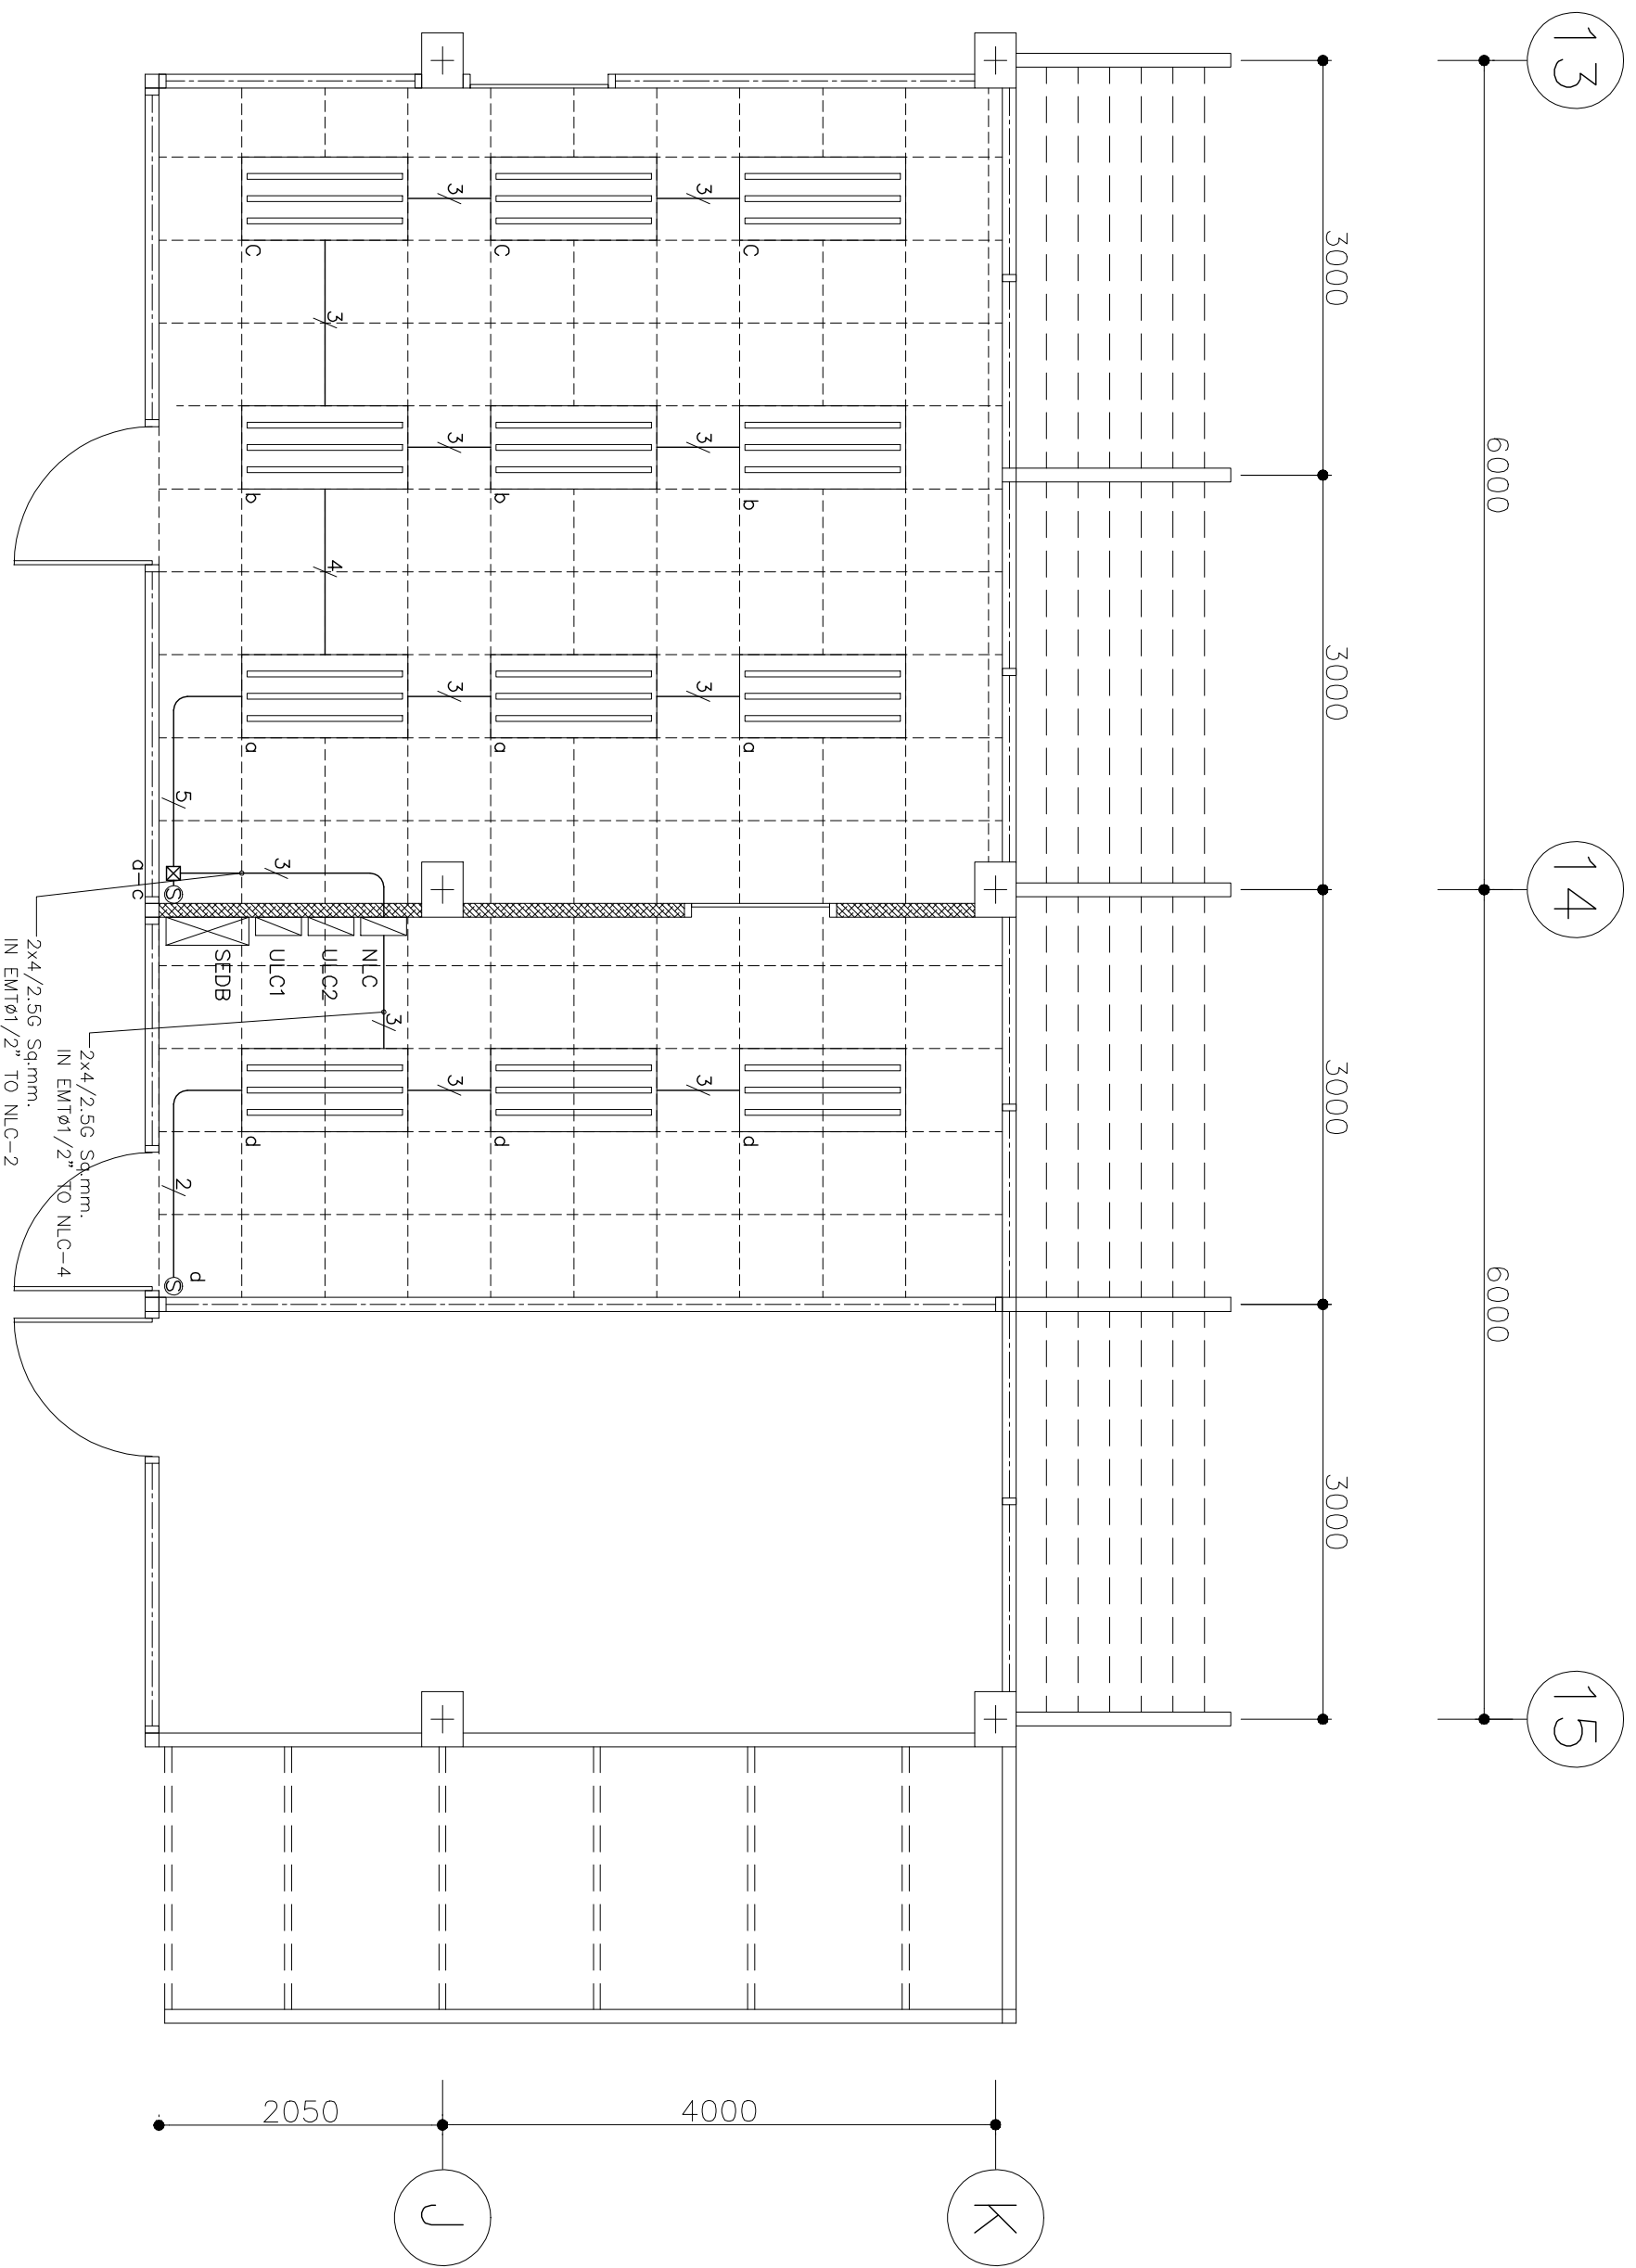 13
14
15
6000
6000
3000
3000
3000
3000
3
3
c
c
c
3
3
3
b
b
b
4
3
3
a
a
a
5
a-c
S
3
SEDB
ULC1
ULC2
NLC
3
3
3
d
d
d
2
d
S
2x4/2.5G Sq.mm.
IN EMTø1/2" TO NLC-4
2x4/2.5G Sq.mm.
IN EMTø1/2" TO NLC-2
2050
4000
J
K